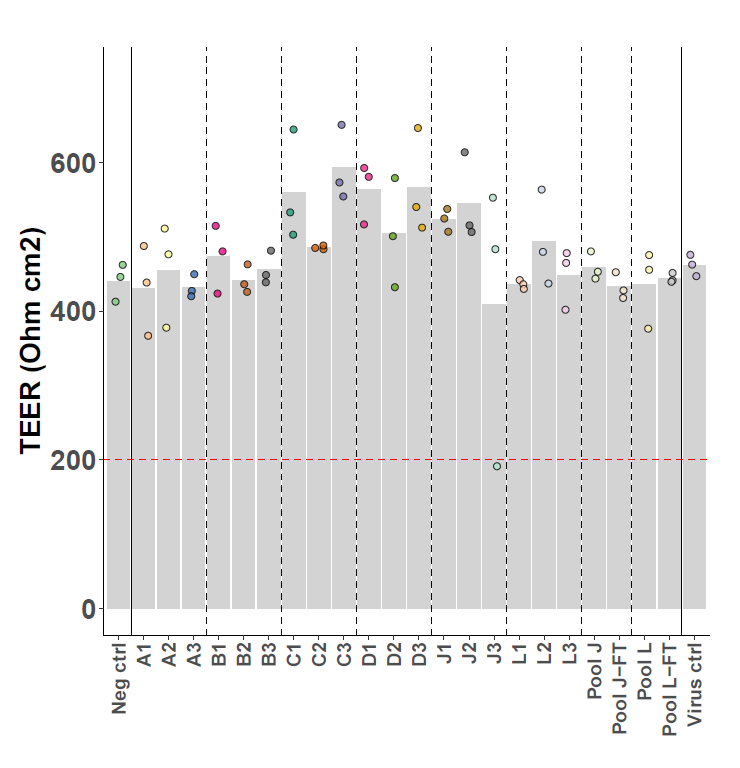 TEER (Ohm cm2)
600
400
200
0
Neg ctrl
A1
A2
A3
B1
B2
B3
C1
C2
C3
D1
D2
D3
J1
J2
J3
L1
L2
L3
Pool J
Pool J−FT
Pool L
Pool L−FT
Virus ctrl